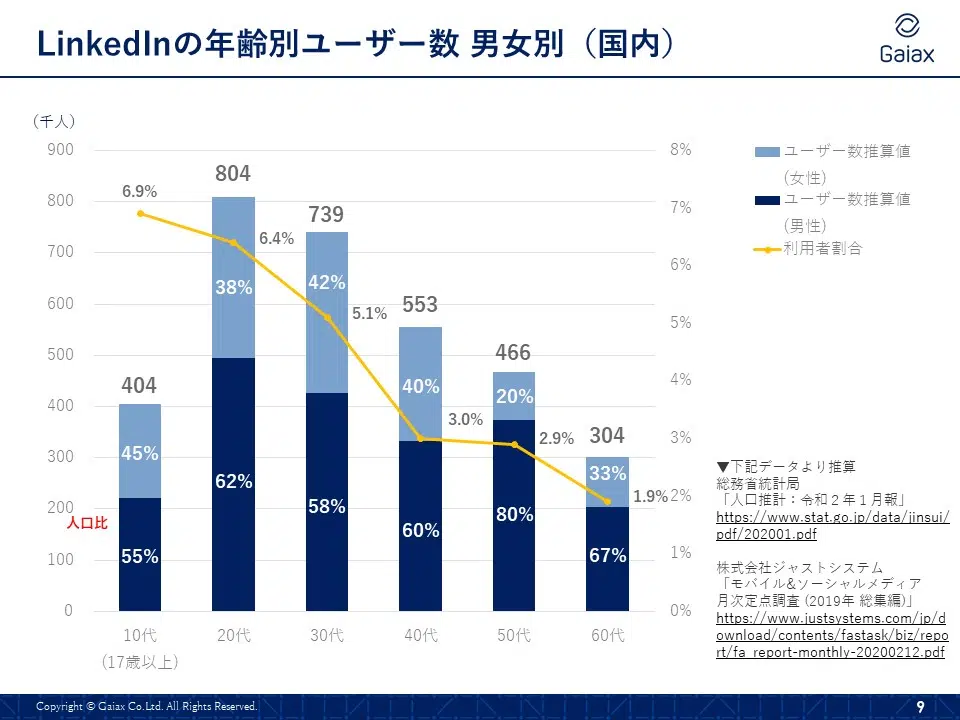 LinkedInの年齢別ユーザー数 男女別（国内）
Gaiax
（千人）
900
800
700
600
500
400
300
200
100
0
8%
7%
6%
5%
4%
3%
2%
1%
0%
6.9%
6.4%
5.1%
3.0%
2.9%
1.9%
404
804
739
553
466
304
45%
38%
42%
40%
20%
33%
55%
62%
58%
60%
80%
67%
人口比
10代
(17歳以上)
20代
30代
40代
50代
60代
ユーザー数推算値
(女性)
ユーザー数推算値
(男性)
利用者割合
▼下記データより推算
総務省統計局
「人口推計：令和２年１月報」
https://www.stat.go.jp/data/jinsui/
pdf/202001.pdf
株式会社ジャストシステム
「モバイル&ソーシャルメディア
月次定点調査 (2019年 総集編)」
https://www.justsystems.com/jp/d
ownload/contents/fastask/biz/repo
rt/fa_report-monthly-20200212.pdf
Copyright © Gaiax Co.Ltd. All Rights Reserved.
9